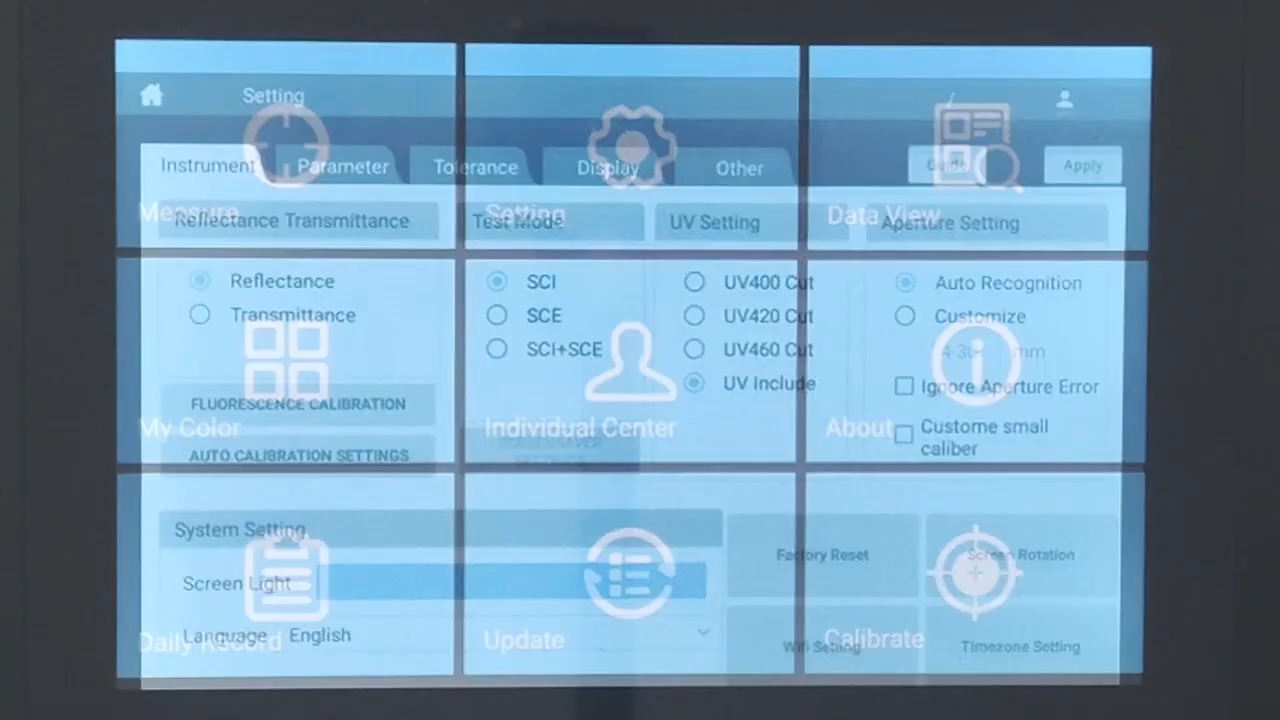 Setting
Instrument Parameter Tolerance Display Other Guide Apply
Measure Setting Data View
Reflectance Transmittance Test Mode UV Setting Aperture Setting
Reflectance SCI UV400 Cut Auto Recognition
Transmittance SCE UV420 Cut Customize
SCI+SCE UV460 Cut mm
UV Include Ignore Aperture Error
FLUORESCENCE CALIBRATION
My Color Individual Center About Custome small
caliber
AUTO CALIBRATION SETTINGS
System Setting
Factory Reset Screen Rotation
Screen Light
Language English
Daily Record Update Calibrate
Wifi Setting Timezone Setting